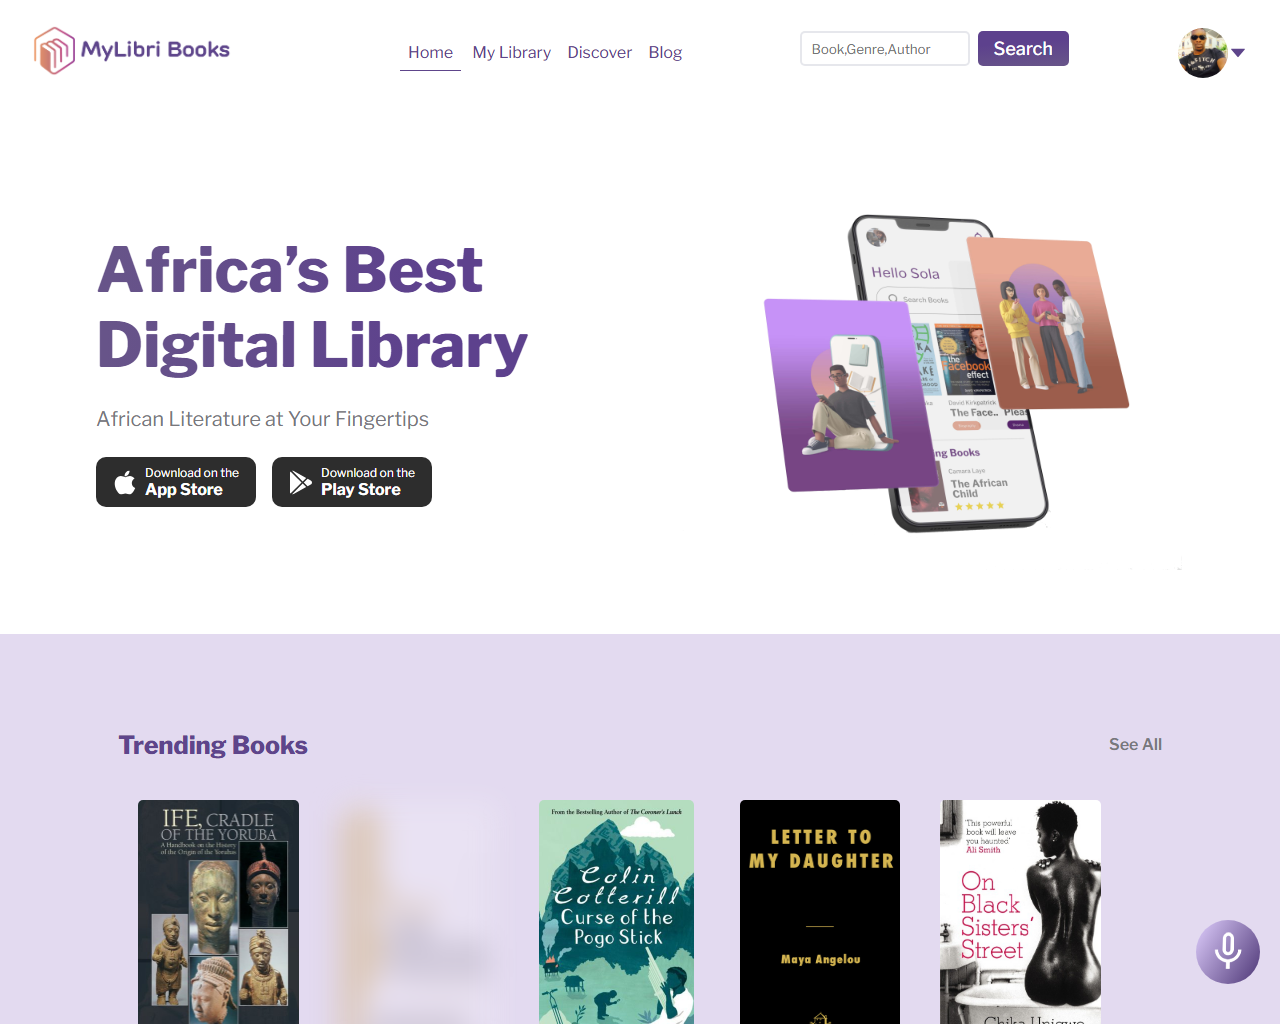 MyLibri Books
Home
My Library
Discover
Blog
Book,Genre,Author
Search
Africa’s Best
Digital Library
African Literature at Your Fingertips
Download on the
App Store
Download on the
Play Store
Hello Sola
Search Books
the
facebook
effect
David Kirkpatrick
The Face..
Pleas
ng Books
Camara Laye
The African
Child
Trending Books
See All
IFE, CRADLE
OF THE YORUBA
A Handbook on the History
of the Origin of the Yorubas
From the Bestselling Author of The Coroner's Lunch
Colin
Cotterill
Curse of the
Pogo Stick
LETTER TO
MY DAUGHTER
Maya Angelou
'This powerful
book will leave
you haunted'
Ali Smith
On
Black
Sisters'
Street
Chika Unigwe